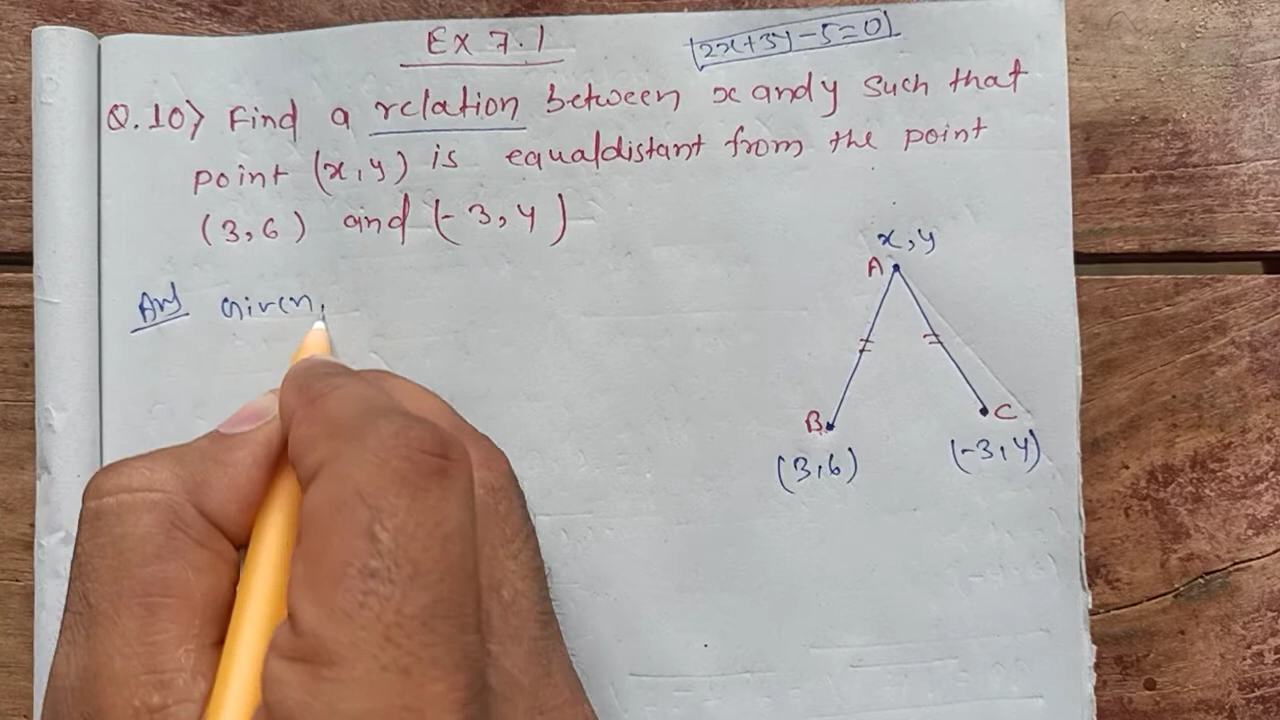 Ex 7.1
2x+3y-5=0
Q.10) Find a relation between x and y such that
point (x,y) is equaldistant from the point
(3,6) and (-3,4)
Ans Given,
x,y
A
B
C
(3,6)
(-3,4)